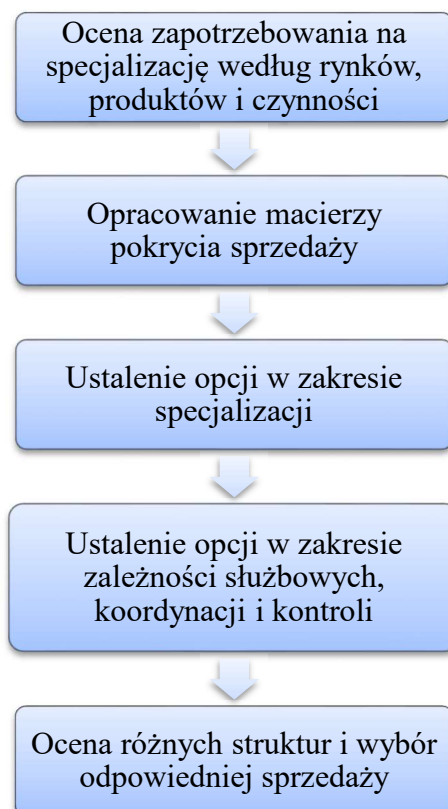 Ocena zapotrzebowania na
specjalizację według rynków,
produktów i czynności
Opracowanie macierzy
pokrycia sprzedaży
Ustalenie opcji w zakresie
specjalizacji
Ustalenie opcji w zakresie
zależności służbowych,
koordynacji i kontroli
Ocena różnych struktur i wybór
odpowiedniej sprzedaży